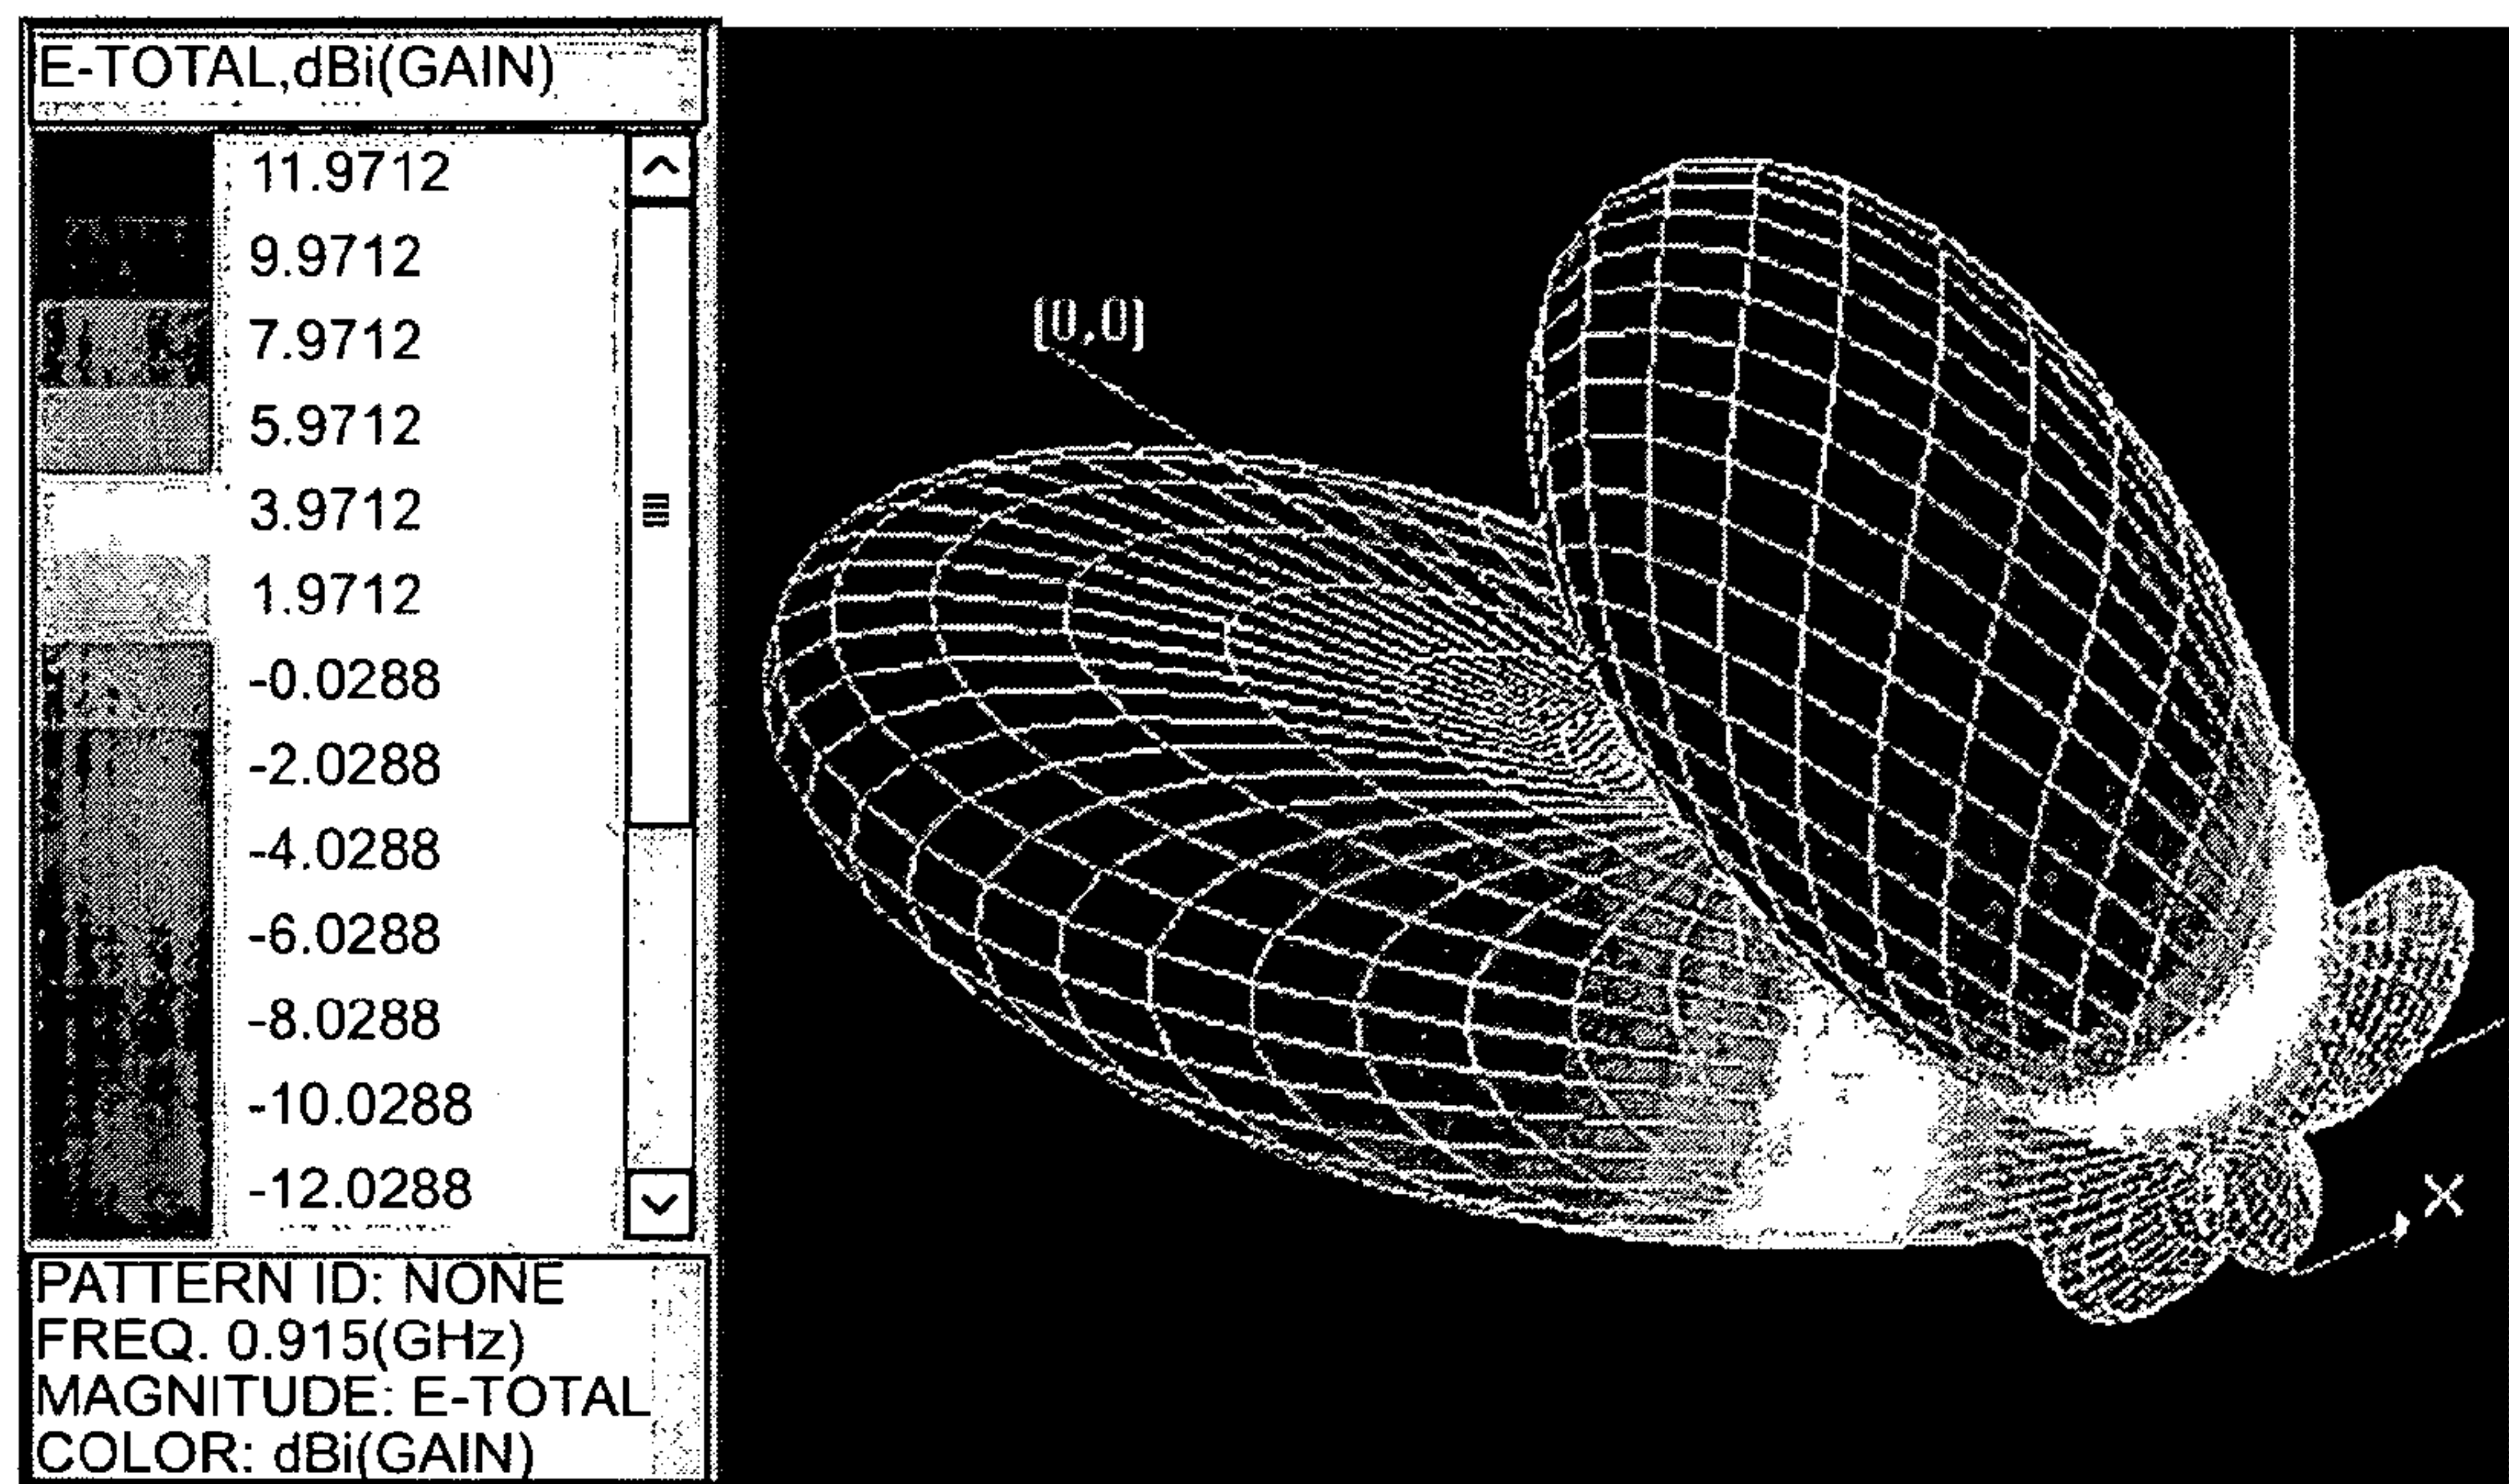 E-TOTAL,dBi(GAIN)
11.9712
9.9712
7.9712
5.9712
3.9712
1.9712
-0.0288
-2.0288
-4.0288
-6.0288
-8.0288
-10.0288
-12.0288
PATTERN ID: NONE
FREQ. 0.915(GHz)
MAGNITUDE: E-TOTAL
COLOR: dBi(GAIN)
[0,0]
X